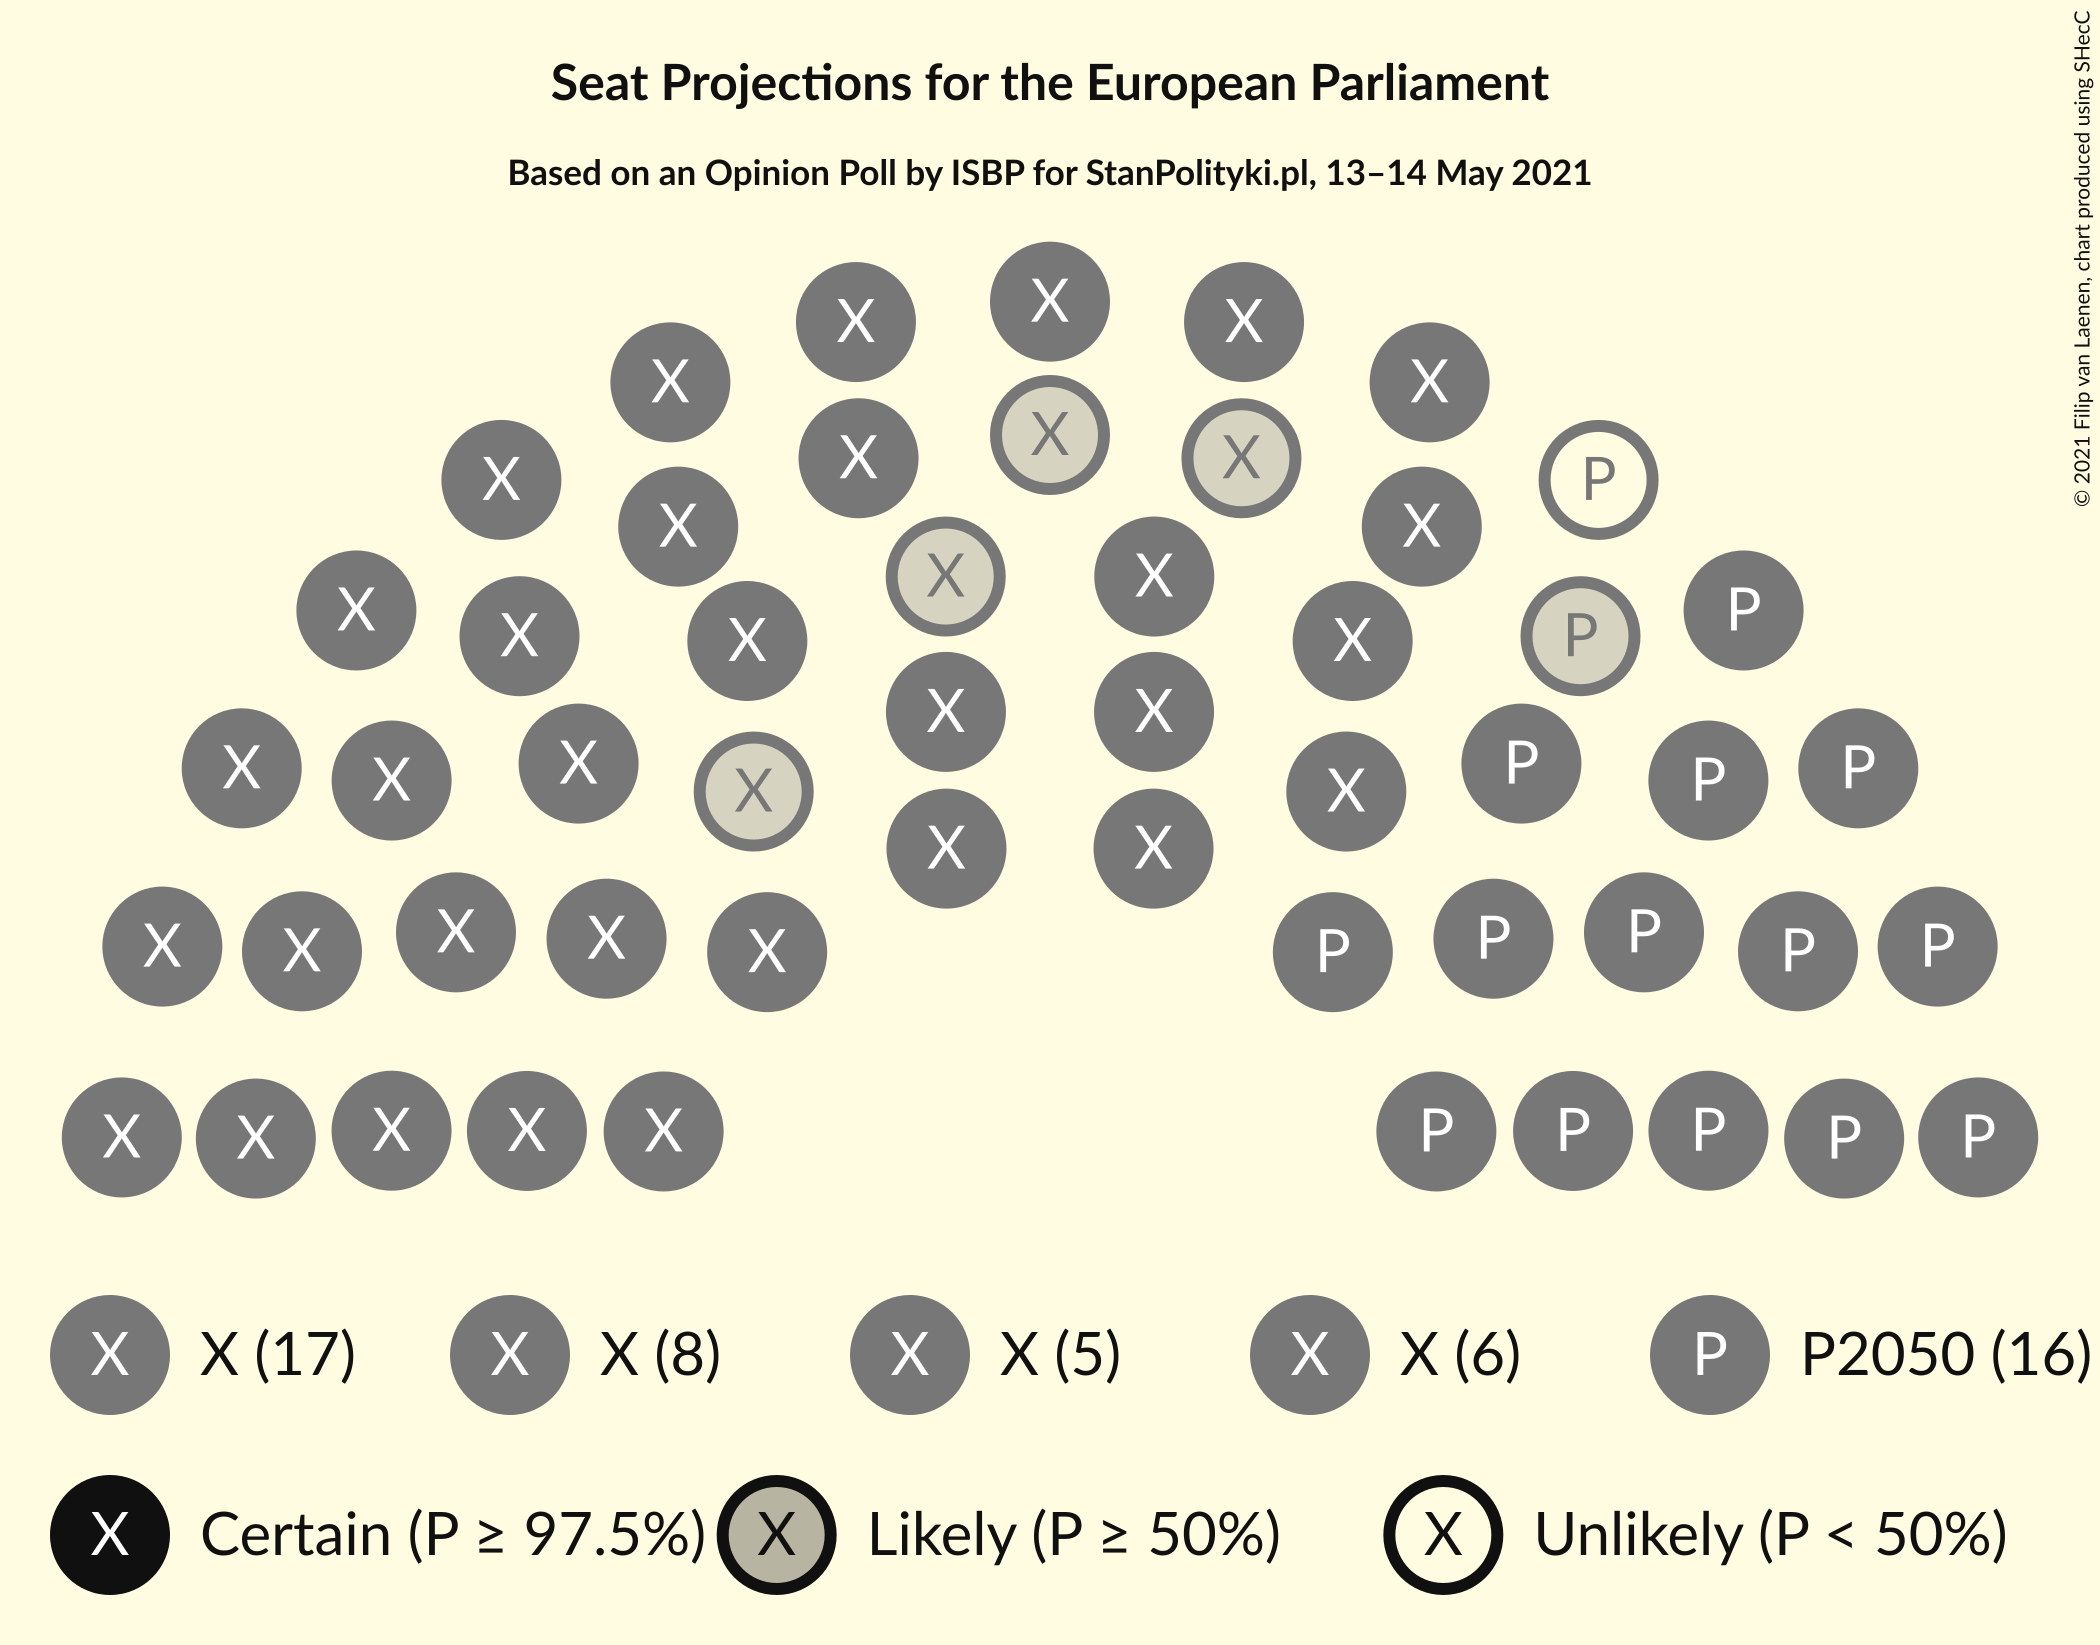 Seat Projections for the European Parliament
Based on an Opinion Poll by ISBP for StanPolityki.pl, 13–14 May 2021
© 2021 Filip van Laenen, chart produced using SHecC
X X X X X
X X X X P
X X X X P P
X X X X P X
X X X X P P P
X X X X P P
X X
X X X X X P P P P P
X X X X X P P P P P
X X (17) X X (8) X X (5) X X (6) P P2050 (16)
X Certain (P ≥ 97.5%) X Likely (P ≥ 50%) X Unlikely (P < 50%)